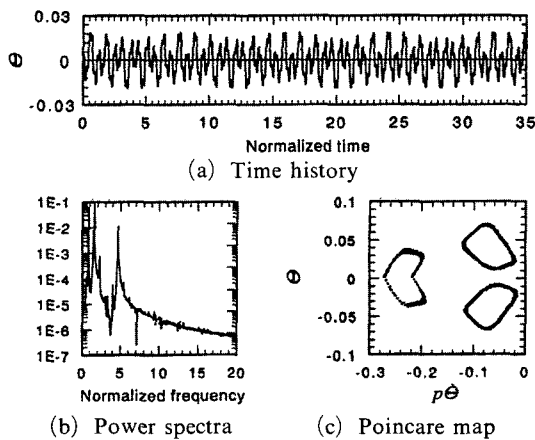 0.03
Θ
0
-0.03
0 5 10 15 20 25 30 35
Normalized time
(a) Time history
1E-1
1E-2
1E-3
1E-4
1E-5
1E-6
1E-7
0 5 10 15 20
Normalized frequency
(b) Power spectra
0.1
0.05
Θ
0
-0.05
-0.1
-0.3 -0.2 -0.1 0
pΘ̇
(c) Poincare map